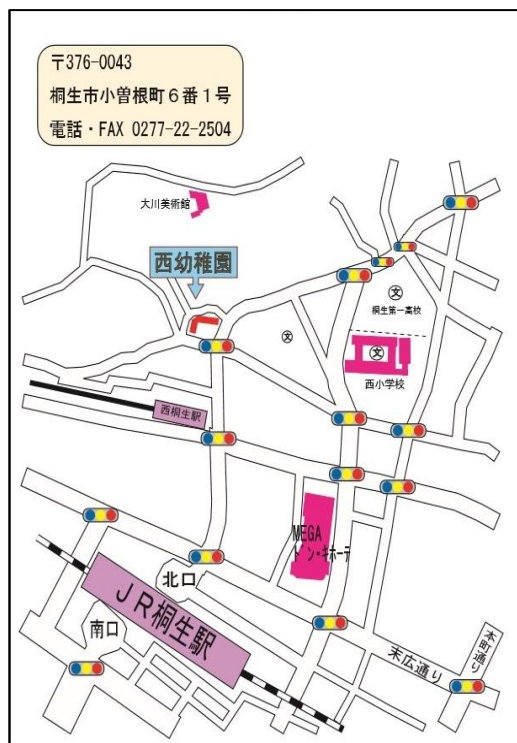 〒376-0043
桐生市小曽根町６番１号
電話・FAX 0277-22-2504
大川美術館
西幼稚園
文
桐生第一高校
文
文
西小学校
西桐生駅
MEGA
ドン・キホーテ
北口
ＪＲ桐生駅
南口
末広通り
本町通り